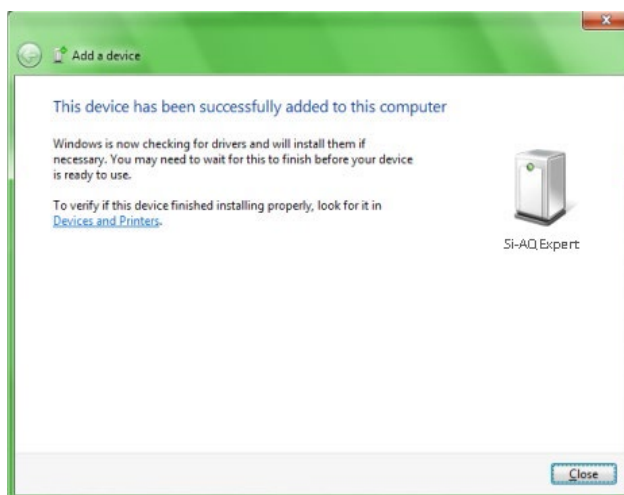 Add a device
This device has been successfully added to this computer
Windows is now checking for drivers and will install them if
necessary. You may need to wait for this to finish before your device
is ready to use.
To verify if this device finished installing properly, look for it in
Devices and Printers.
Si-AQ Expert
Close